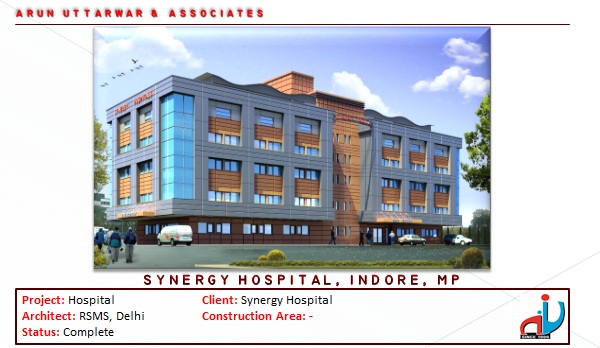 ARUN UTTARWAR & ASSOCIATES
SYNERGY HOSPITAL, INDORE, MP
Project: Hospital
Client: Synergy Hospital
Architect: RSMS, Delhi
Construction Area: -
Status: Complete